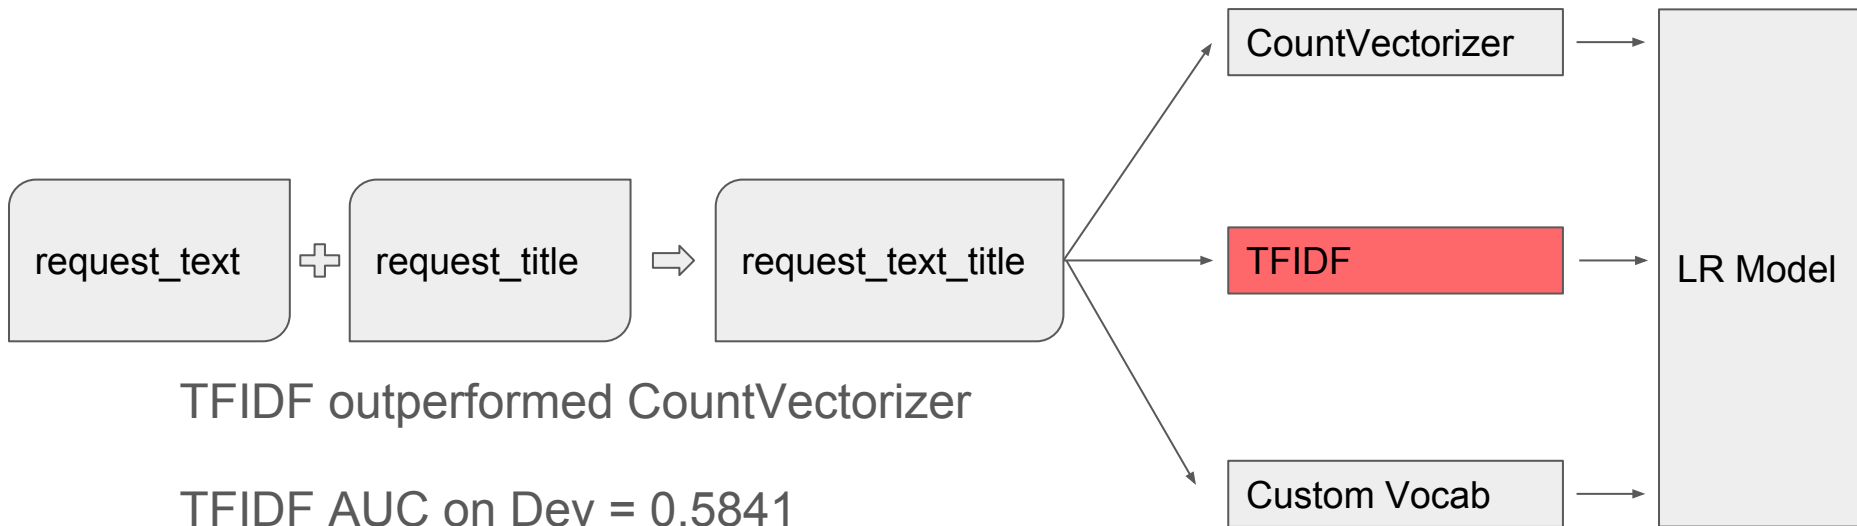 CountVectorizer
request_text
request_title
request_text_title
TFIDF
LR Model
TFIDF outperformed CountVectorizer
TFIDF AUC on Dev = 0.5841
Custom Vocab